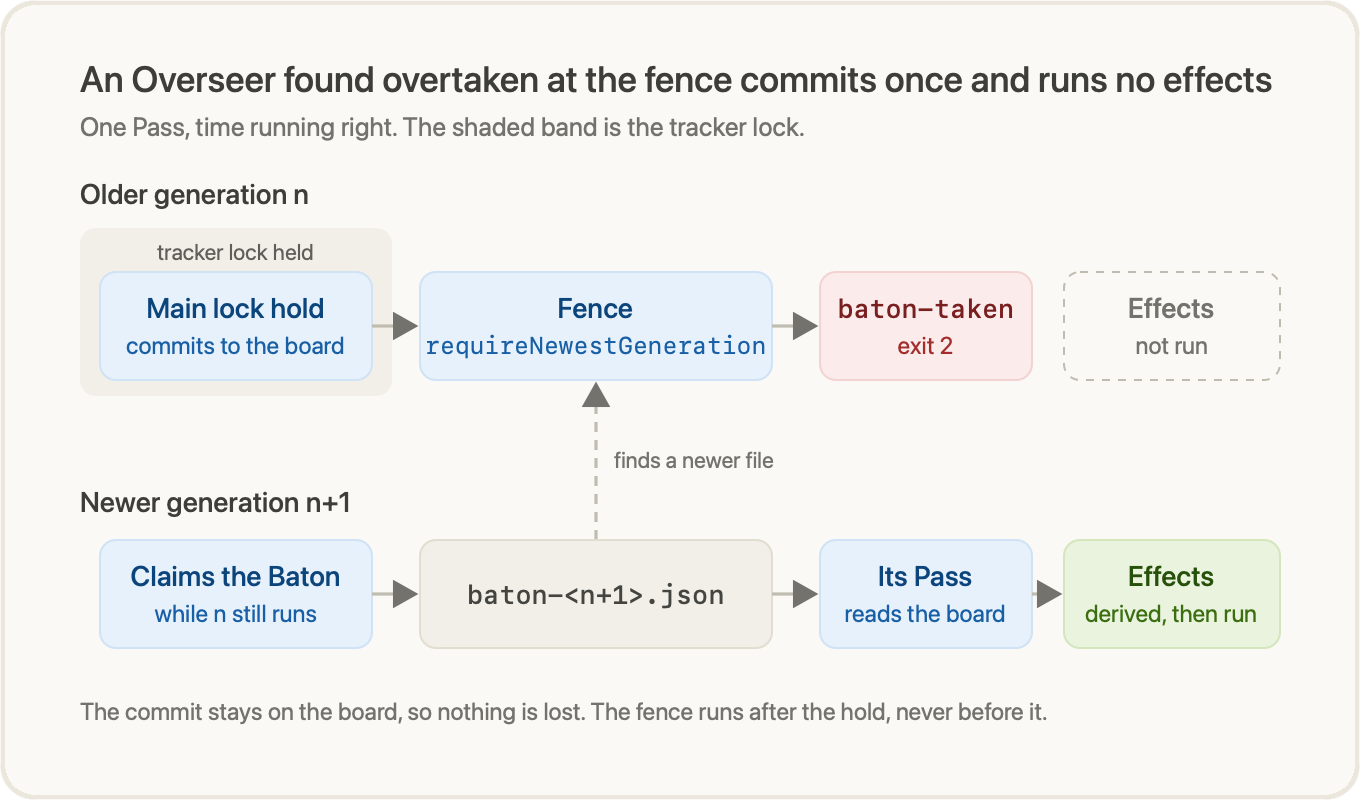 An Overseer found overtaken at the fence commits once and runs no effects
One Pass, time running right. The shaded band is the tracker lock.
Older generation n
tracker lock held
Main lock hold
commits to the board
Fence
requireNewestGeneration
baton-taken
exit 2
Effects
not run
finds a newer file
Newer generation n+1
Claims the Baton
while n still runs
baton-<n+1>.json
Its Pass
reads the board
Effects
derived, then run
The commit stays on the board, so nothing is lost. The fence runs after the hold, never before it.